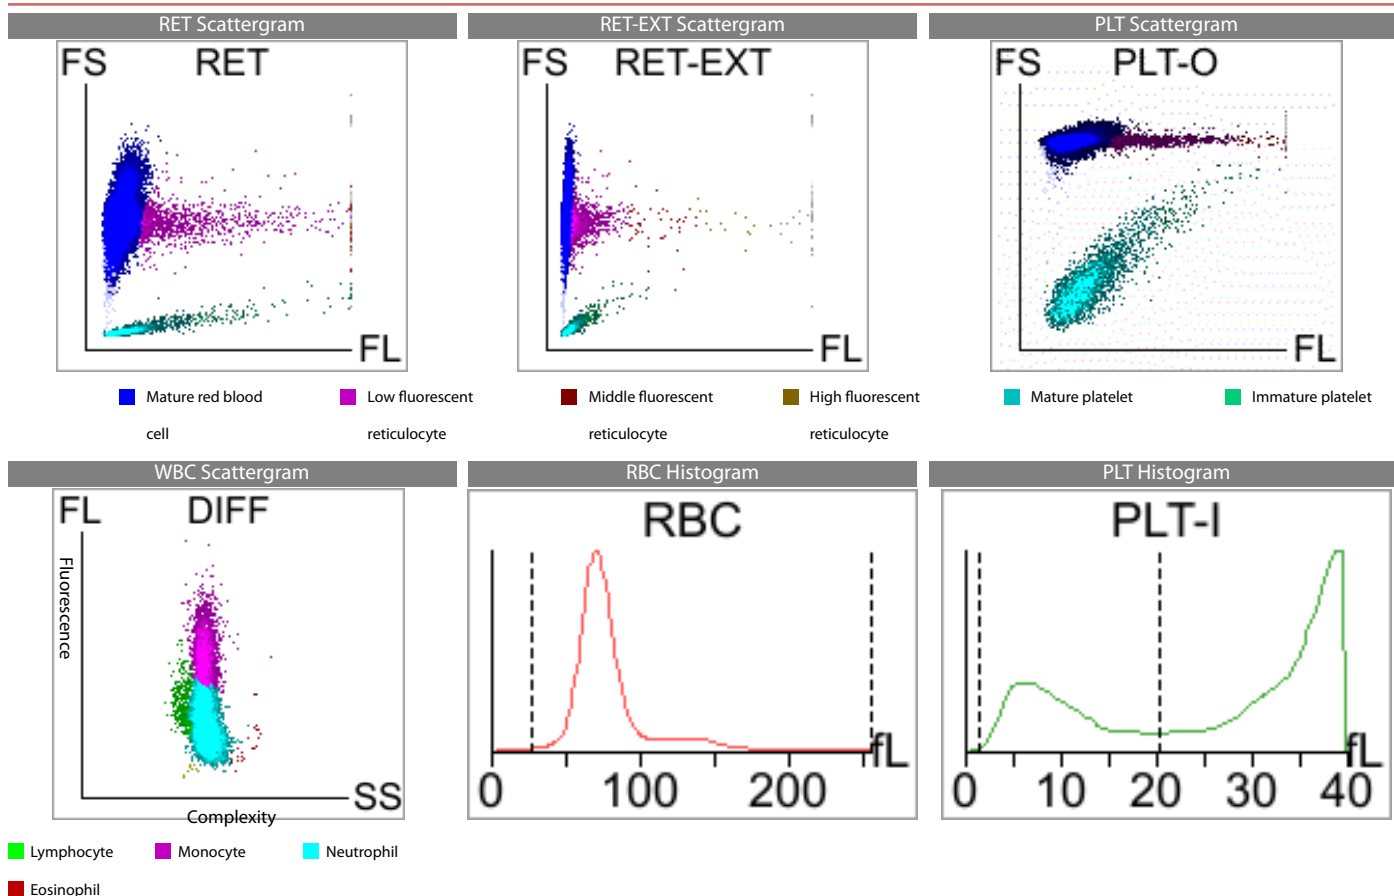 RET Scattergram
RET-EXT Scattergram
PLT Scattergram
FS RET
FL
FS RET-EXT
FL
FS PLT-O
FL
Mature red blood
cell
Low fluorescent
reticulocyte
Middle fluorescent
reticulocyte
High fluorescent
reticulocyte
Mature platelet
Immature platelet
WBC Scattergram
RBC Histogram
PLT Histogram
FL DIFF
Fluorescence
SS
Complexity
RBC
fL
0 100 200
PLT-I
fL
0 10 20 30 40
Lymphocyte
Monocyte
Neutrophil
Eosinophil